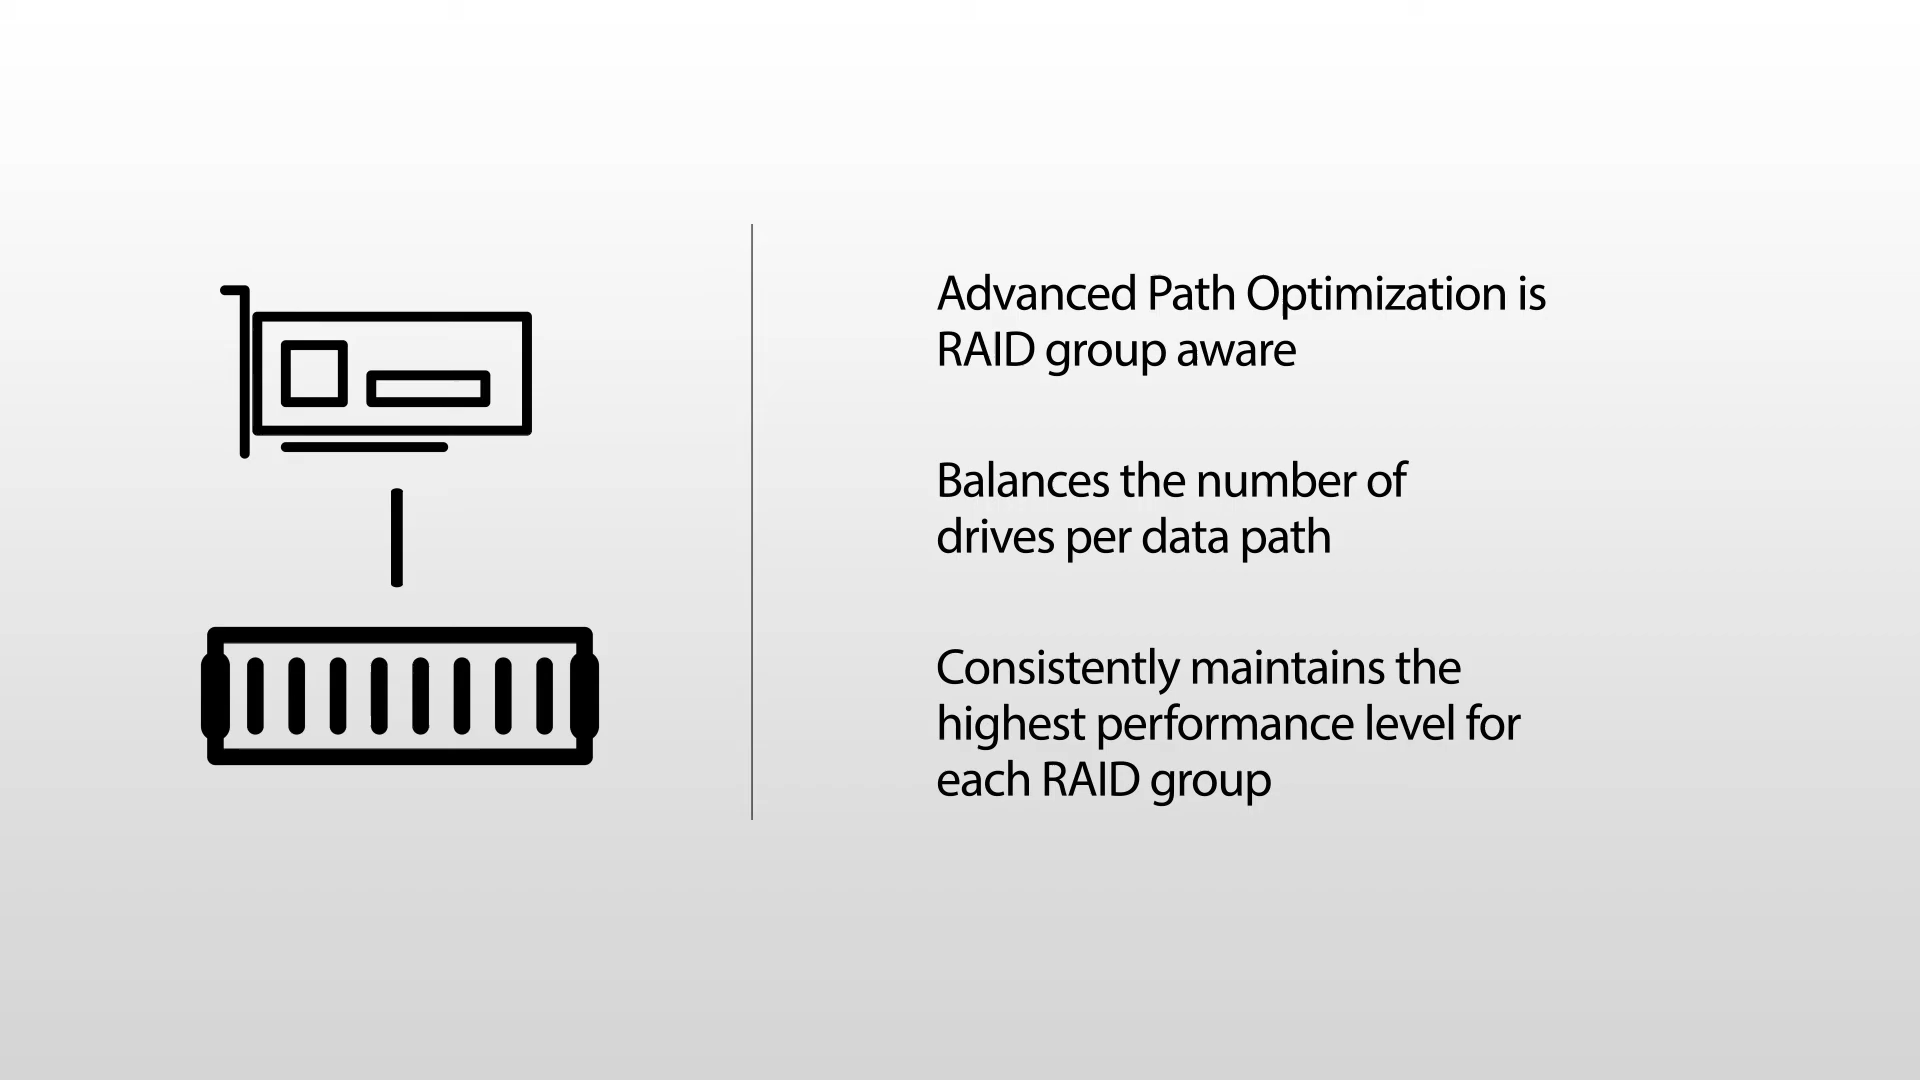 Advanced Path Optimization is
RAID group aware
Balances the number of
drives per data path
Consistently maintains the
highest performance level for
each RAID group